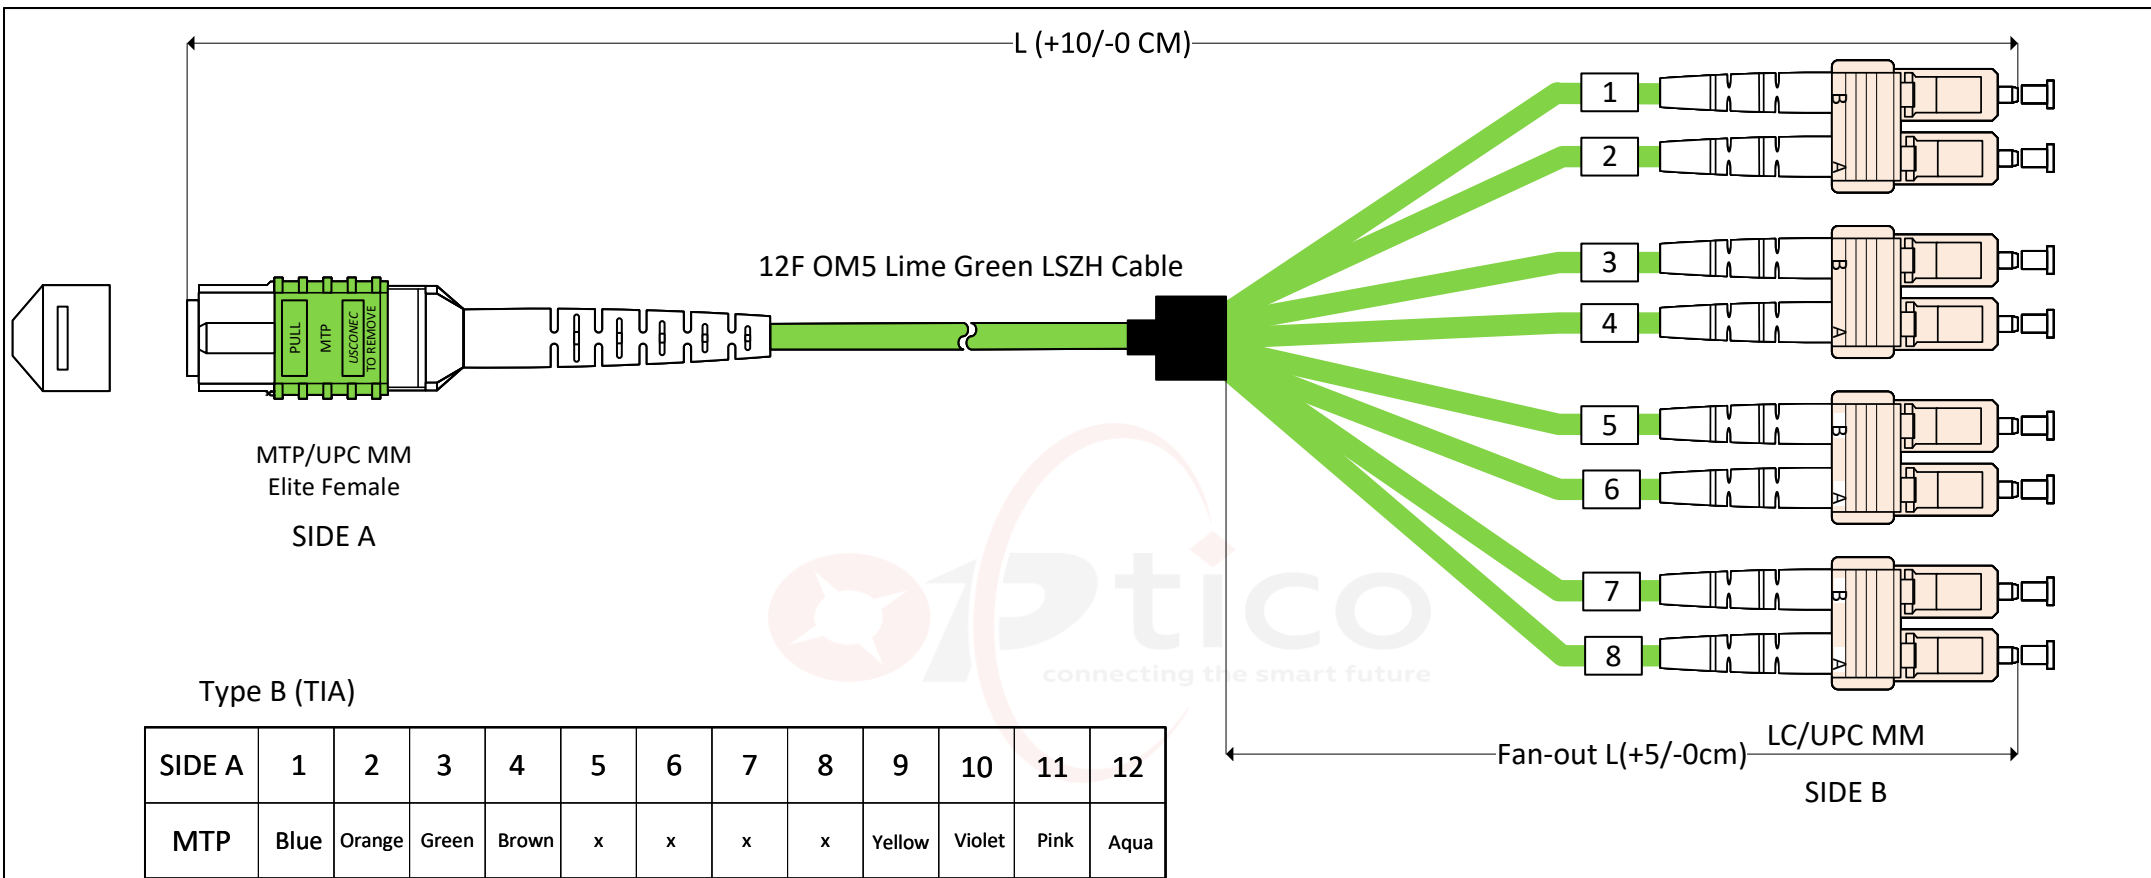 L (+10/-0 CM)
1
B
2
A
3
B
4
A
5
B
6
A
7
B
8
A
12F OM5 Lime Green LSZH Cable
PULL
MTP
USCONEC
TO REMOVE
MTP/UPC MM
Elite Female
SIDE A
OPtico
connecting the smart future
Fan-out L(+5/-0cm)
LC/UPC MM
SIDE B
Type B (TIA)
SIDE A 1 2 3 4 5 6 7 8 9 10 11 12
MTP Blue Orange Green Brown x x x x Yellow Violet Pink Aqua